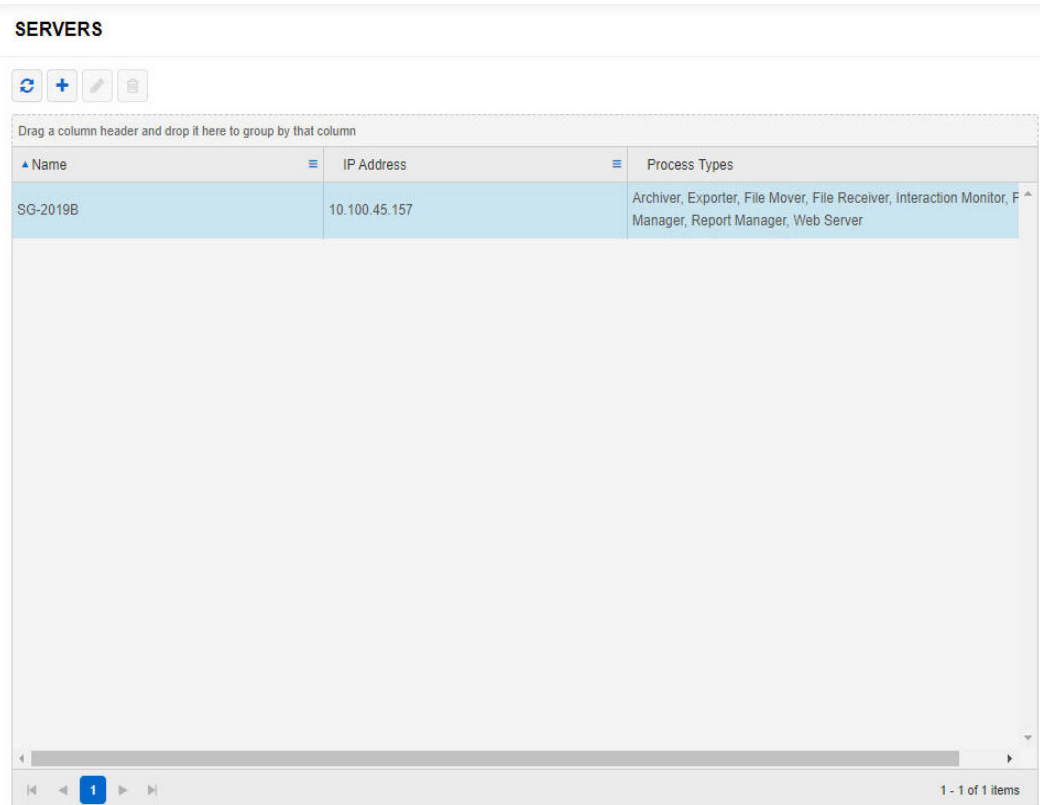 SERVERS
Drag a column header and drop it here to group by that column
Name IP Address Process Types
SG-2019B 10.100.45.157 Archiver, Exporter, File Mover, File Receiver, Interaction Monitor,
Manager, Report Manager, Web Server
1 1 - 1 of 1 items